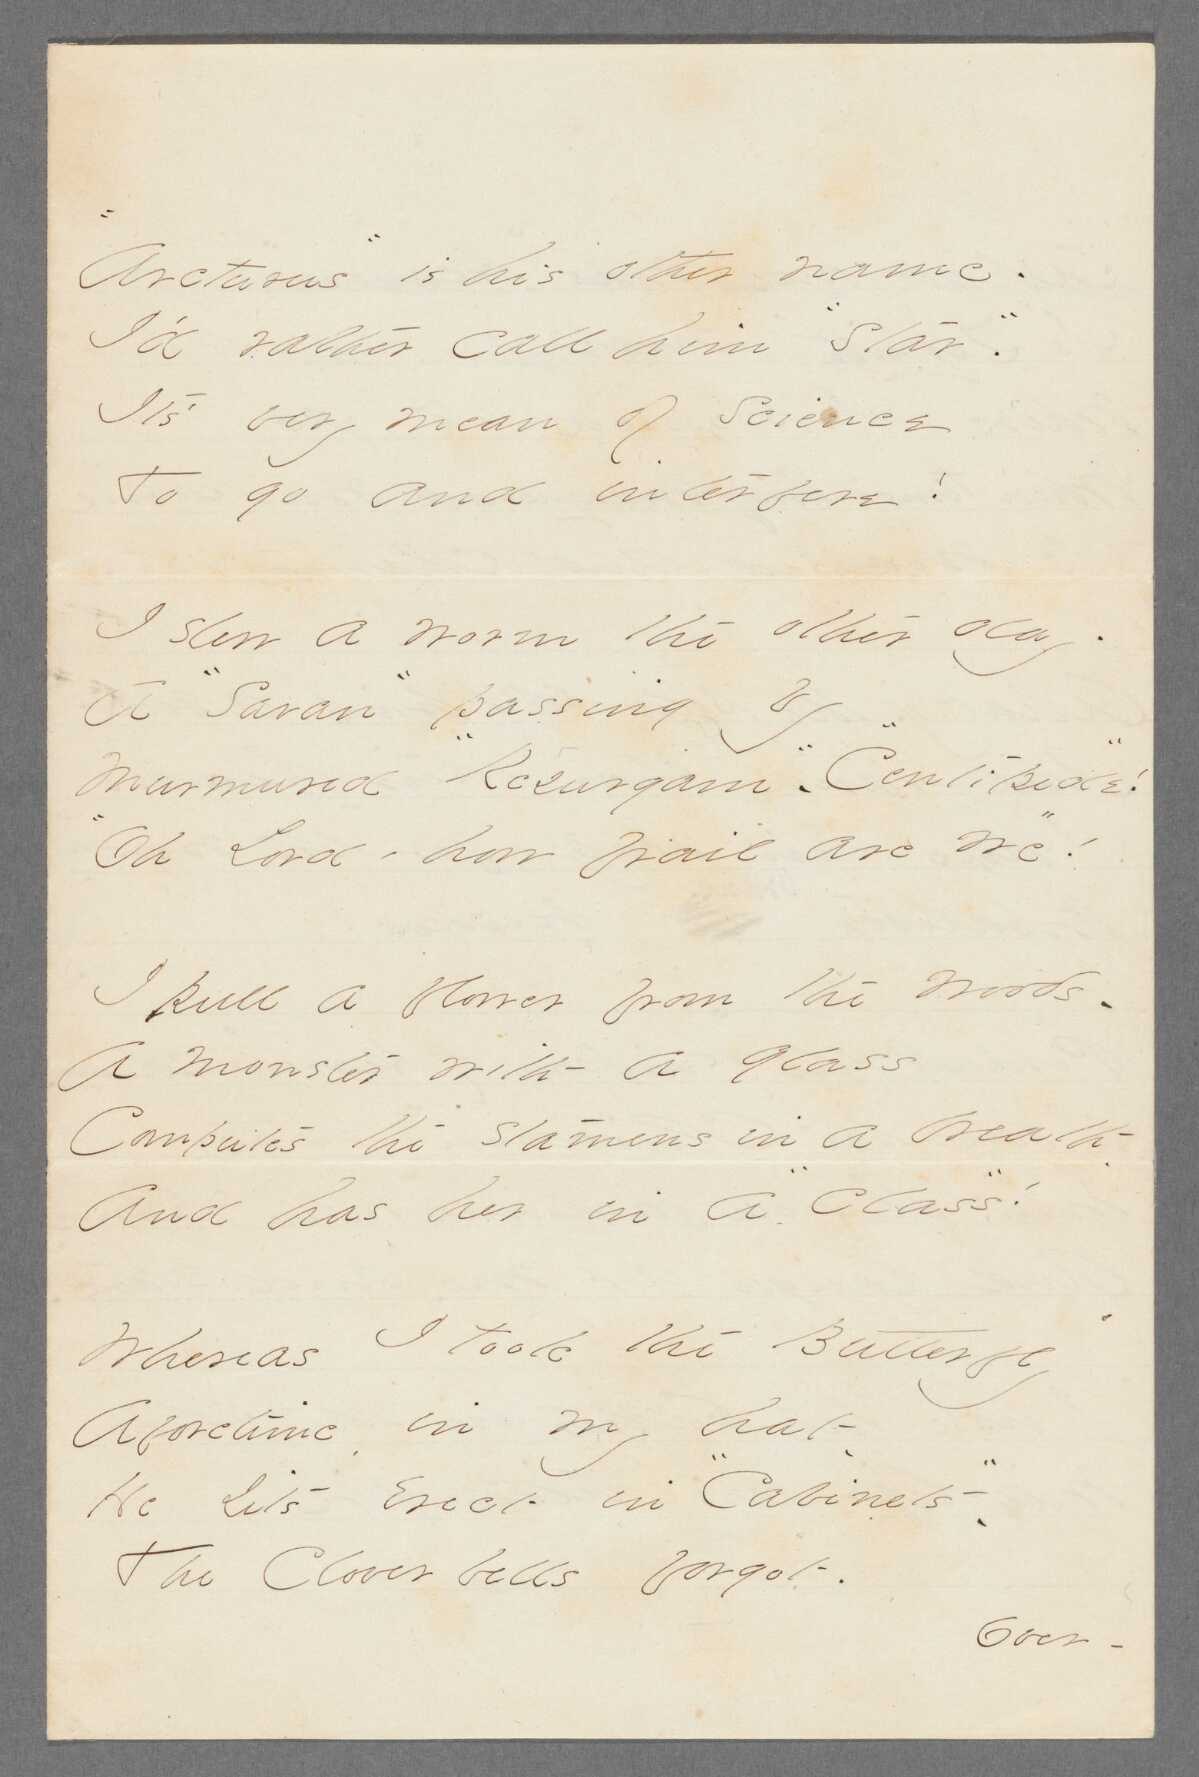 "Arcturus" is his other name.
I'd rather call him "Star".
It's very mean of Science
To go and interfere!
I slew a worm the other day.
A "Savan" passing by
Murmured "Resurgam". "Centipede"!
"Oh Lord - how frail are we"!
I pull a flower from the woods.
A monster with a glass
Computes the stamens in a breath
And has her in a "Class"!
Whereas I took the Butterfly
Aforetime, in my hat,
He sits erect in "Cabinets".
The Clover bells forgot.
Over -